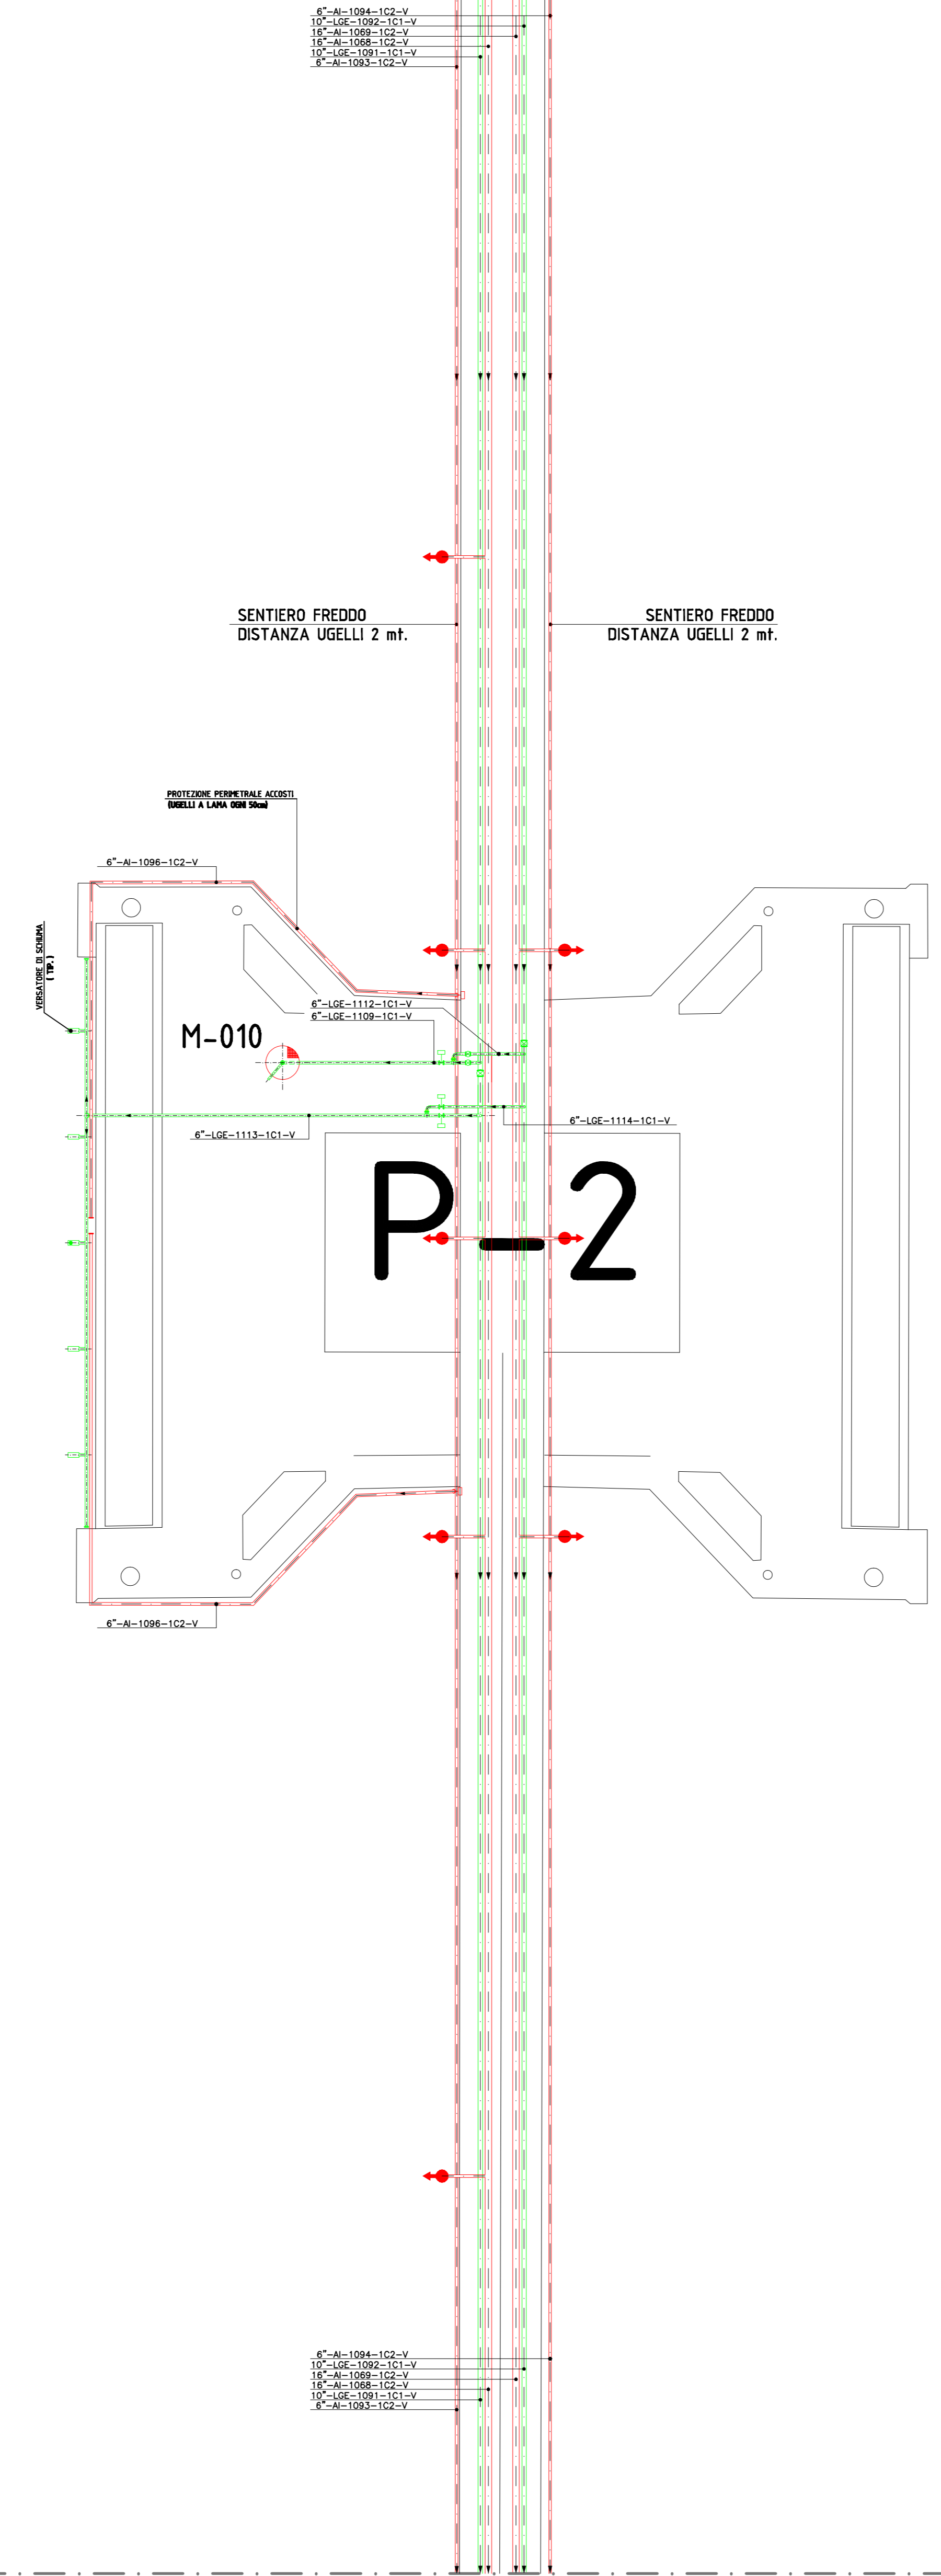 6"-AI-1094-1C2-V
10"-LGE-1092-1C1-V
16"-AI-1069-1C2-V
16"-AI-1068-1C2-V
10"-LGE-1091-1C1-V
6"-AI-1093-1C2-V
SENTIERO FREDDO
DISTANZA UGELLI 2 mt.
SENTIERO FREDDO
DISTANZA UGELLI 2 mt.
PROTEZIONE PERIMETRALE ACCOSTI
(UGELLI A LAMA OGNI 50cm)
6"-AI-1096-1C2-V
VERSATORE DI SCHIUMA
( TIP. )
6"-LGE-1112-1C1-V
6"-LGE-1109-1C1-V
M-010
6"-LGE-1114-1C1-V
6"-LGE-1113-1C1-V
P-2
6"-AI-1096-1C2-V
6"-AI-1094-1C2-V
10"-LGE-1092-1C1-V
16"-AI-1069-1C2-V
16"-AI-1068-1C2-V
10"-LGE-1091-1C1-V
6"-AI-1093-1C2-V